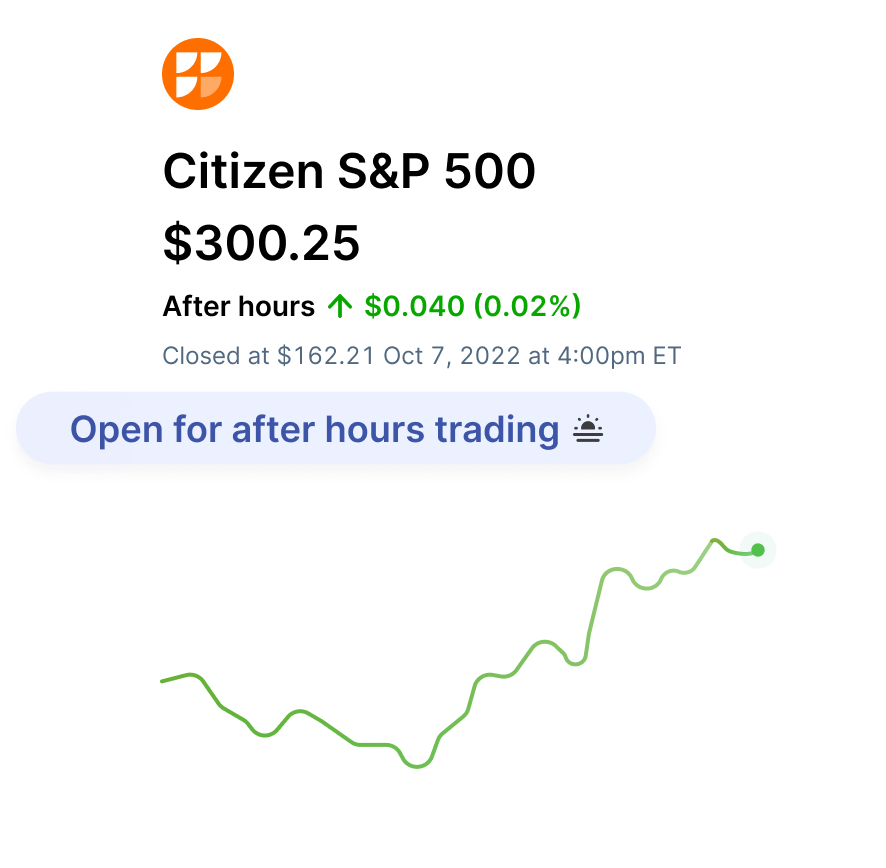 Citizen S&P 500
$300.25
After hours ↑ $0.040 (0.02%)
Closed at $162.21 Oct 7, 2022 at 4:00pm ET
Open for after hours trading